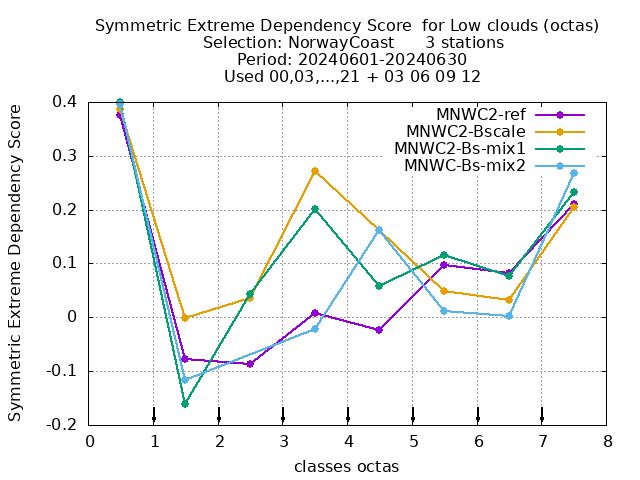 Symmetric Extreme Dependency Score  for Low clouds (octas)
Selection: NorwayCoast      3 stations
Period: 20240601-20240630
Used 00,03,...,21 + 03 06 09 12
Symmetric Extreme Dependency Score
0.4
0.3
0.2
0.1
0
-0.1
-0.2
MNWC2-ref
MNWC2-Bscale
MNWC2-Bs-mix1
MNWC-Bs-mix2
0 1 2 3 4 5 6 7 8
classes octas